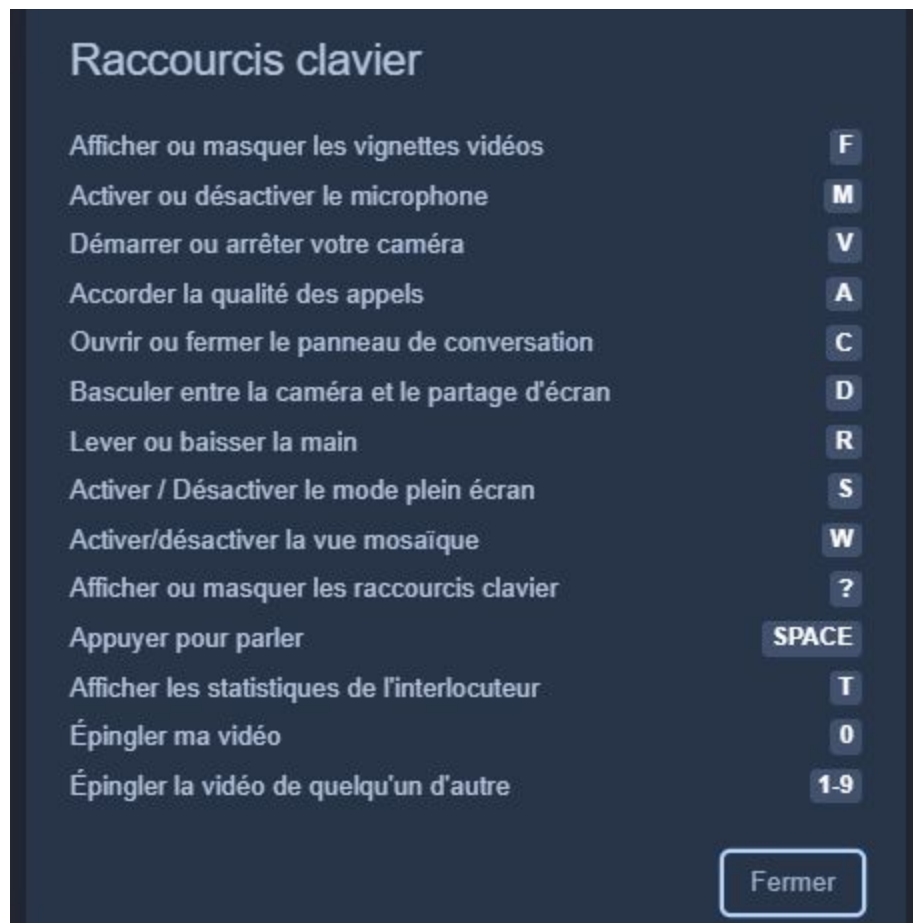 Raccourcis clavier
Afficher ou masquer les vignettes vidéos F
Activer ou désactiver le microphone M
Démarrer ou arrêter votre caméra V
Accorder la qualité des appels A
Ouvrir ou fermer le panneau de conversation C
Basculer entre la caméra et le partage d'écran D
Lever ou baisser la main R
Activer / Désactiver le mode plein écran S
Activer/désactiver la vue mosaïque W
Afficher ou masquer les raccourcis clavier ?
Appuyer pour parler SPACE
Afficher les statistiques de l'interlocuteur T
Épingler ma vidéo 0
Épingler la vidéo de quelqu'un d'autre 1-9
Fermer